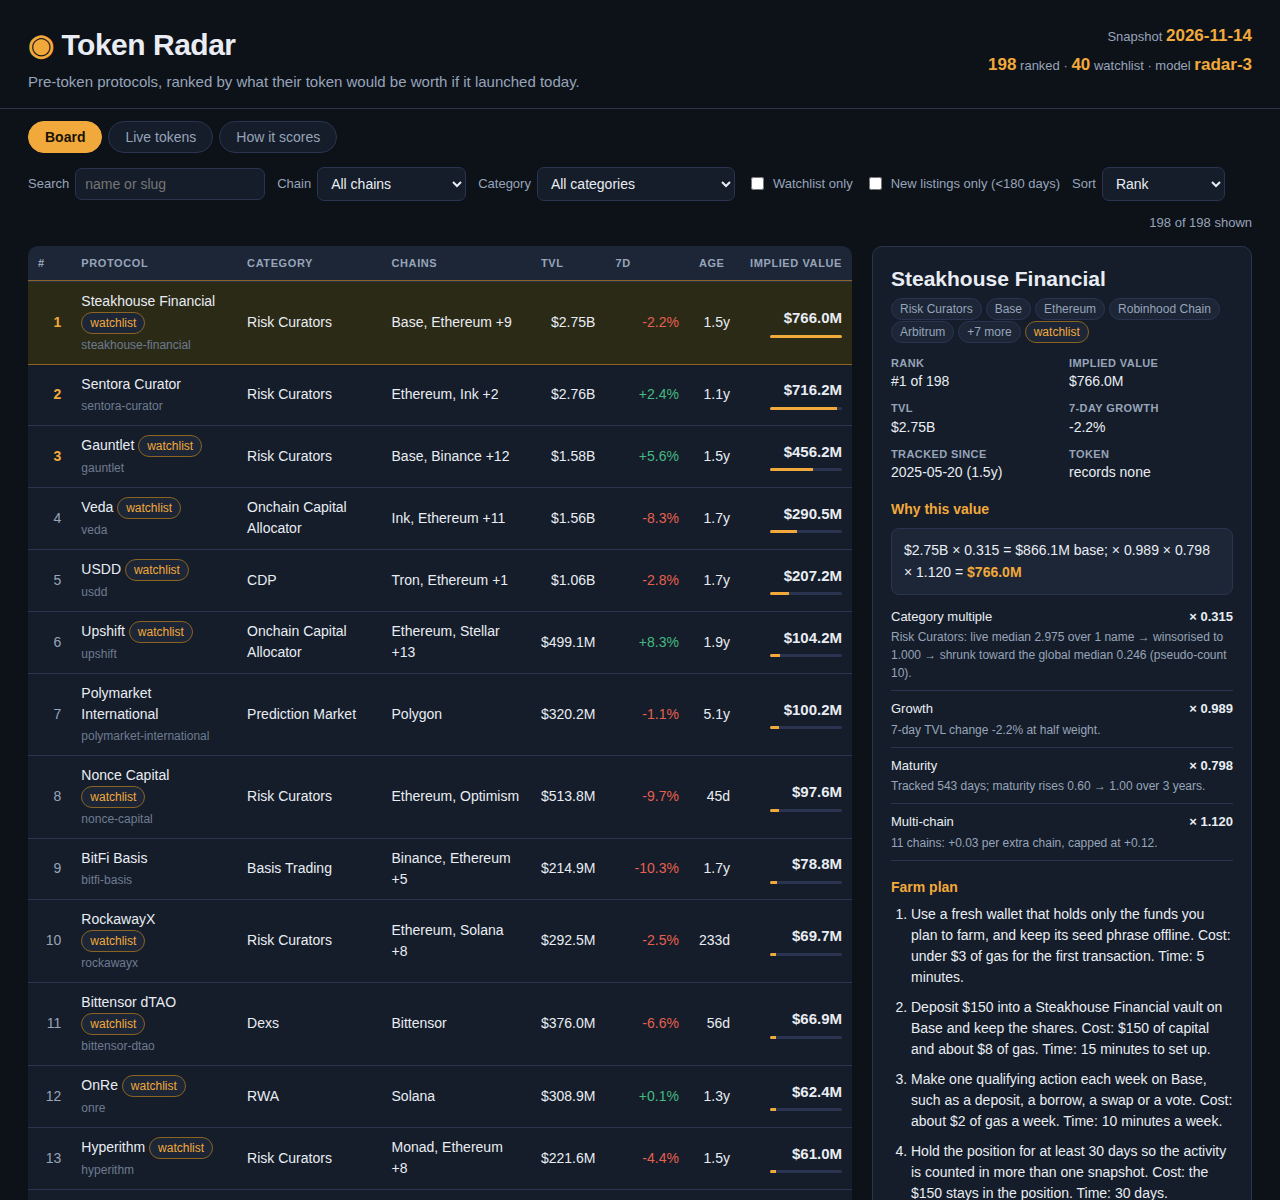 Token Radar
Pre-token protocols, ranked by what their token would be worth if it launched today.
Snapshot 2026-11-14
198 ranked · 40 watchlist · model radar-3
Board
Live tokens
How it scores
Search name or slug
Chain All chains
Category All categories
Watchlist only
New listings only (<180 days)
Sort Rank
198 of 198 shown
# PROTOCOL CATEGORY CHAINS TVL 7D AGE IMPLIED VALUE
1 Steakhouse Financial watchlist steakhouse-financial Risk Curators Base, Ethereum +9 $2.75B -2.2% 1.5y $766.0M
2 Sentora Curator sentora-curator Risk Curators Ethereum, Ink +2 $2.76B +2.4% 1.1y $716.2M
3 Gauntlet watchlist gauntlet Risk Curators Base, Binance +12 $1.58B +5.6% 1.5y $456.2M
4 Veda watchlist veda Onchain Capital Allocator Ink, Ethereum +11 $1.56B -8.3% 1.7y $290.5M
5 USDD watchlist usdd CDP Tron, Ethereum +1 $1.06B -2.8% 1.7y $207.2M
6 Upshift watchlist upshift Onchain Capital Allocator Ethereum, Stellar +13 $499.1M +8.3% 1.9y $104.2M
7 Polymarket International polymarket-international Prediction Market Polygon $320.2M -1.1% 5.1y $100.2M
8 Nonce Capital watchlist nonce-capital Risk Curators Ethereum, Optimism $513.8M -9.7% 45d $97.6M
9 BitFi Basis bitfi-basis Basis Trading Binance, Ethereum +5 $214.9M -10.3% 1.7y $78.8M
10 RockawayX watchlist rockawayx Risk Curators Ethereum, Solana +8 $292.5M -2.5% 233d $69.7M
11 Bittensor dTAO watchlist bittensor-dtao Dexs Bittensor $376.0M -6.6% 56d $66.9M
12 OnRe watchlist onre RWA Solana $308.9M +0.1% 1.3y $62.4M
13 Hyperithm watchlist hyperithm Risk Curators Monad, Ethereum +8 $221.6M -4.4% 1.5y $61.0M
Steakhouse Financial
Risk Curators Base Ethereum Robinhood Chain
Arbitrum +7 more watchlist
RANK
#1 of 198
IMPLIED VALUE
$766.0M
TVL
$2.75B
7-DAY GROWTH
-2.2%
TRACKED SINCE
2025-05-20 (1.5y)
TOKEN
records none
Why this value
$2.75B × 0.315 = $866.1M base; × 0.989 × 0.798
× 1.120 = $766.0M
Category multiple × 0.315
Risk Curators: live median 2.975 over 1 name → winsorised to
1.000 → shrunk toward the global median 0.246 (pseudo-count
10).
Growth × 0.989
7-day TVL change -2.2% at half weight.
Maturity × 0.798
Tracked 543 days; maturity rises 0.60 → 1.00 over 3 years.
Multi-chain × 1.120
11 chains: +0.03 per extra chain, capped at +0.12.
Farm plan
1. Use a fresh wallet that holds only the funds you
plan to farm, and keep its seed phrase offline. Cost:
under $3 of gas for the first transaction. Time: 5
minutes.
2. Deposit $150 into a Steakhouse Financial vault on
Base and keep the shares. Cost: $150 of capital
and about $8 of gas. Time: 15 minutes to set up.
3. Make one qualifying action each week on Base,
such as a deposit, a borrow, a swap or a vote. Cost:
about $2 of gas a week. Time: 10 minutes a week.
4. Hold the position for at least 30 days so the activity
is counted in more than one snapshot. Cost: the
$150 stays in the position. Time: 30 days.